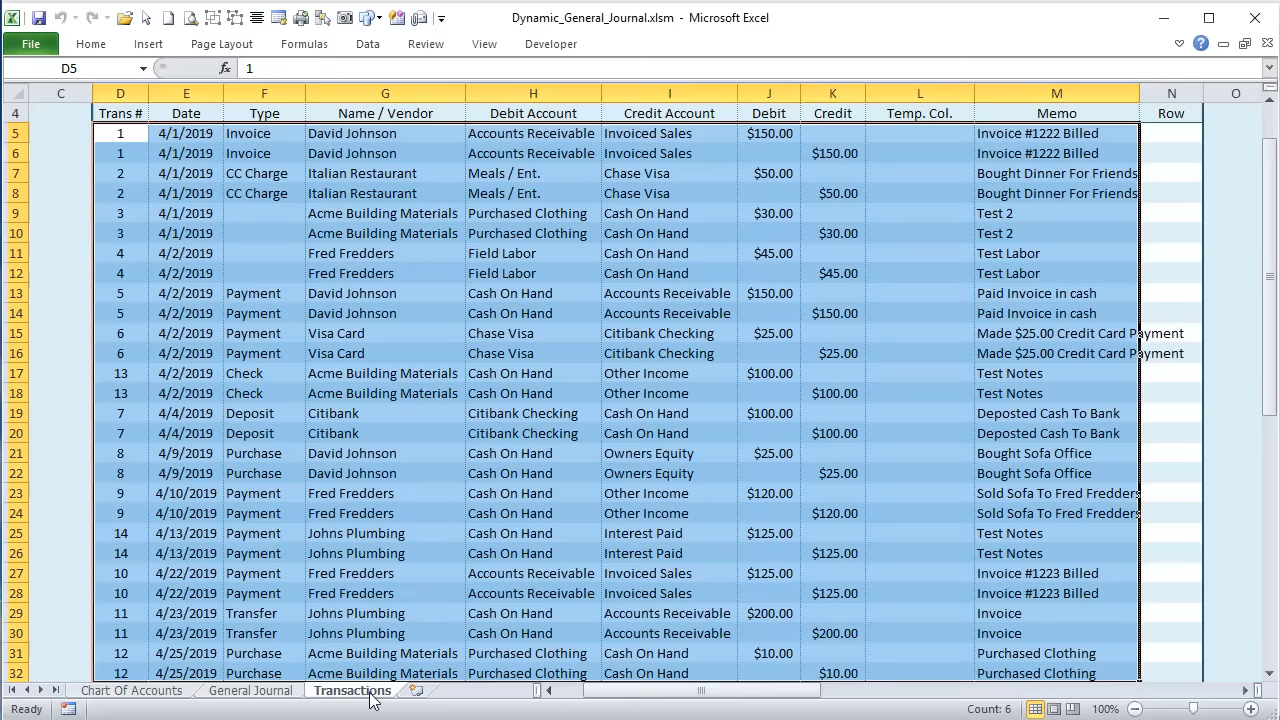 Dynamic_General_Journal.xlsm - Microsoft Excel
File Home Insert Page Layout Formulas Data Review View Developer
D5 fx 1
C D E F G H I J K L M N O
4 Trans # Date Type Name / Vendor Debit Account Credit Account Debit Credit Temp. Col. Memo Row
5 1 4/1/2019 Invoice David Johnson Accounts Receivable Invoiced Sales $150.00 Invoice #1222 Billed
6 1 4/1/2019 Invoice David Johnson Accounts Receivable Invoiced Sales $150.00 Invoice #1222 Billed
7 2 4/1/2019 CC Charge Italian Restaurant Meals / Ent. Chase Visa $50.00 Bought Dinner For Friends
8 2 4/1/2019 CC Charge Italian Restaurant Meals / Ent. Chase Visa $50.00 Bought Dinner For Friends
9 3 4/1/2019 Acme Building Materials Purchased Clothing Cash On Hand $30.00 Test 2
10 3 4/1/2019 Acme Building Materials Purchased Clothing Cash On Hand $30.00 Test 2
11 4 4/2/2019 Fred Fredders Field Labor Cash On Hand $45.00 Test Labor
12 4 4/2/2019 Fred Fredders Field Labor Cash On Hand $45.00 Test Labor
13 5 4/2/2019 Payment David Johnson Cash On Hand Accounts Receivable $150.00 Paid Invoice in cash
14 5 4/2/2019 Payment David Johnson Cash On Hand Accounts Receivable $150.00 Paid Invoice in cash
15 6 4/2/2019 Payment Visa Card Chase Visa Citibank Checking $25.00 Made $25.00 Credit Card Payment
16 6 4/2/2019 Payment Visa Card Chase Visa Citibank Checking $25.00 Made $25.00 Credit Card Payment
17 13 4/2/2019 Check Acme Building Materials Cash On Hand Other Income $100.00 Test Notes
18 13 4/2/2019 Check Acme Building Materials Cash On Hand Other Income $100.00 Test Notes
19 7 4/4/2019 Deposit Citibank Citibank Checking Cash On Hand $100.00 Deposted Cash To Bank
20 7 4/4/2019 Deposit Citibank Citibank Checking Cash On Hand $100.00 Deposted Cash To Bank
21 8 4/9/2019 Purchase David Johnson Cash On Hand Owners Equity $25.00 Bought Sofa Office
22 8 4/9/2019 Purchase David Johnson Cash On Hand Owners Equity $25.00 Bought Sofa Office
23 9 4/10/2019 Payment Fred Fredders Cash On Hand Other Income $120.00 Sold Sofa To Fred Fredders
24 9 4/10/2019 Payment Fred Fredders Cash On Hand Other Income $120.00 Sold Sofa To Fred Fredders
25 14 4/13/2019 Payment Johns Plumbing Cash On Hand Interest Paid $125.00 Test Notes
26 14 4/13/2019 Payment Johns Plumbing Cash On Hand Interest Paid $125.00 Test Notes
27 10 4/22/2019 Payment Fred Fredders Accounts Receivable Invoiced Sales $125.00 Invoice #1223 Billed
28 10 4/22/2019 Payment Fred Fredders Accounts Receivable Invoiced Sales $125.00 Invoice #1223 Billed
29 11 4/23/2019 Transfer Johns Plumbing Cash On Hand Accounts Receivable $200.00 Invoice
30 11 4/23/2019 Transfer Johns Plumbing Cash On Hand Accounts Receivable $200.00 Invoice
31 12 4/25/2019 Purchase Acme Building Materials Purchased Clothing Cash On Hand $10.00 Purchased Clothing
32 12 4/25/2019 Purchase Acme Building Materials Purchased Clothing Cash On Hand $10.00 Purchased Clothing
Chart Of Accounts General Journal Transactions
Ready Count: 6 100%